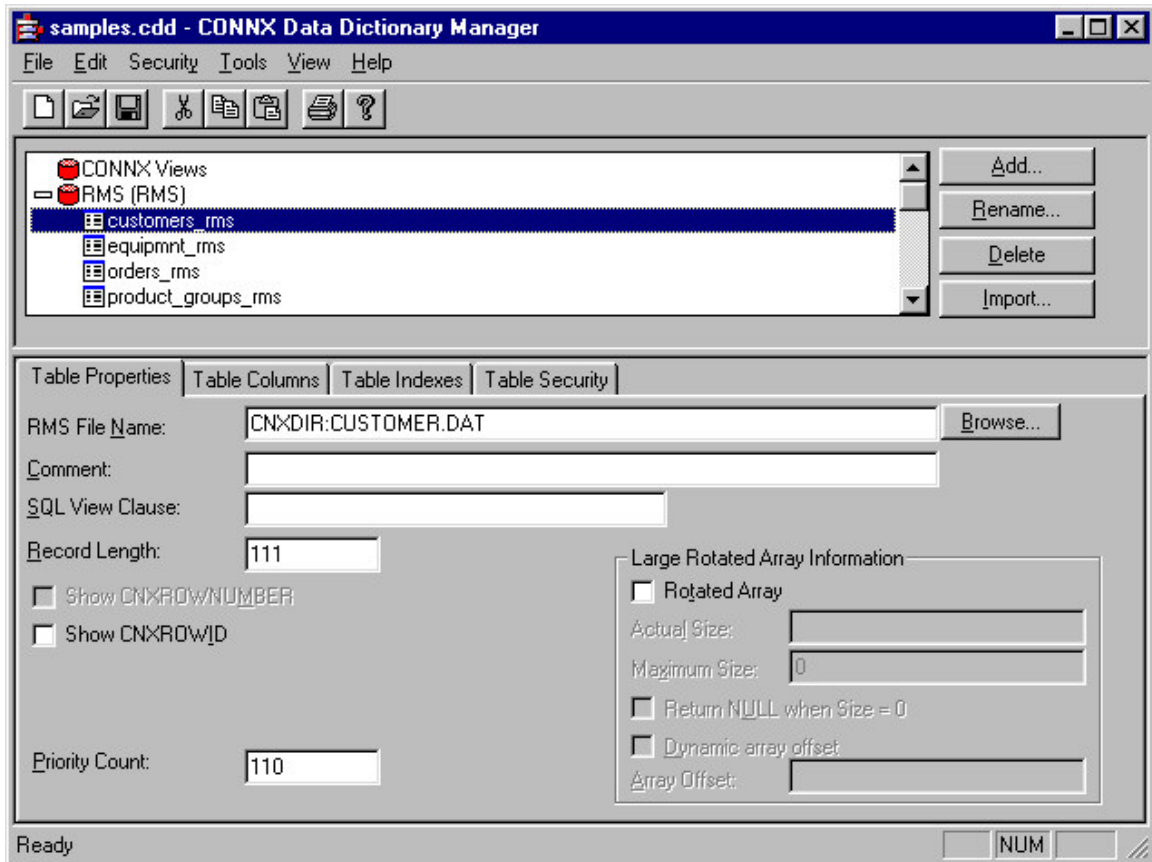 samples.cdd - CONNX Data Dictionary Manager
File Edit Security Tools View Help
CONNX Views
RMS (RMS)
customers_rms
equipmnt_rms
orders_rms
product_groups_rms
Add...
Rename...
Delete
Import...
Table Properties Table Columns Table Indexes Table Security
RMS File Name: CNXDIR:CUSTOMER.DAT Browse...
Comment:
SQL View Clause:
Record Length: 111
Show CNXROWNUMBER
Show CNXROWID
Priority Count: 110
Large Rotated Array Information
Rotated Array
Actual Size:
Maximum Size: 0
Return NULL when Size = 0
Dynamic array offset
Array Offset:
Ready NUM